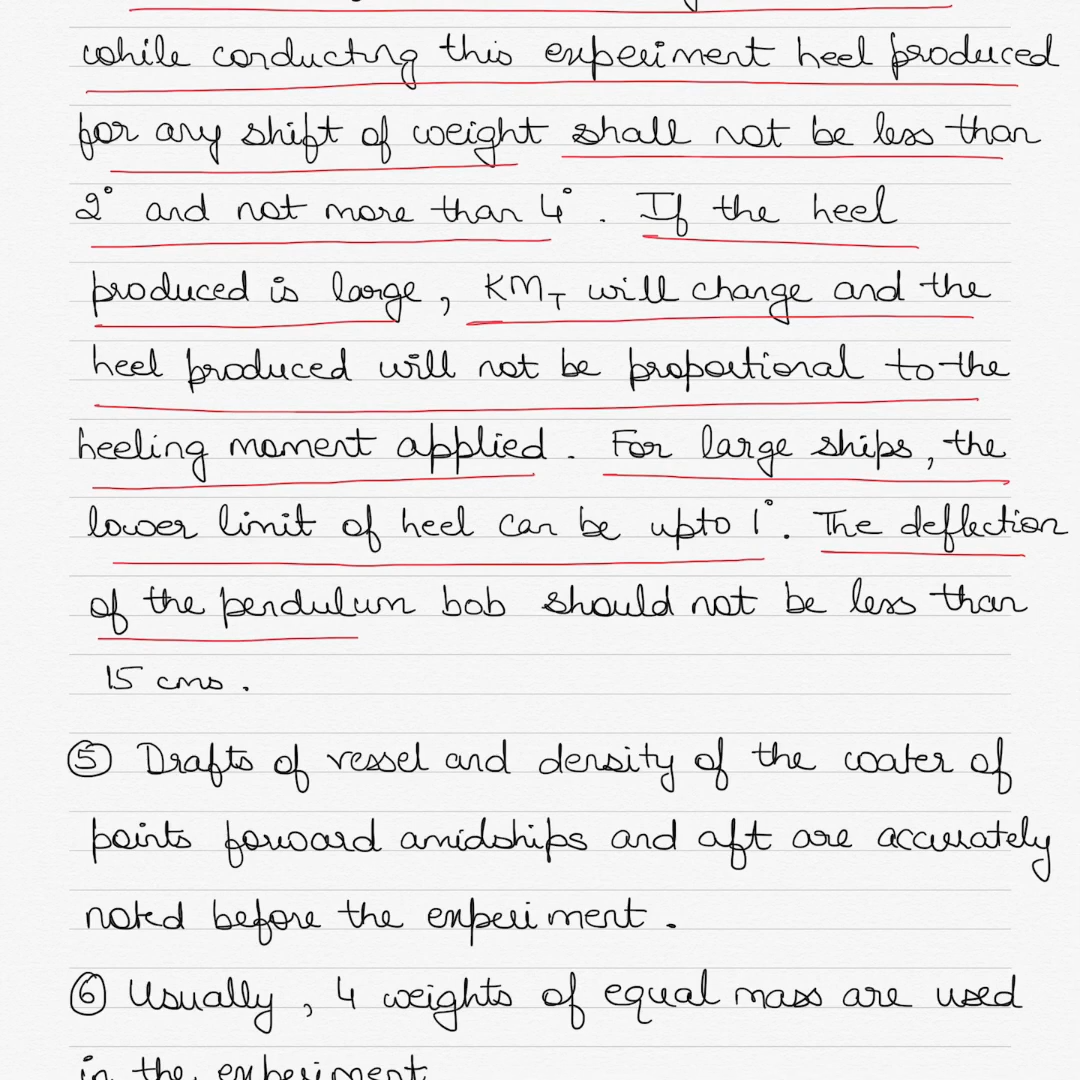 while conducting this experiment heel produced
for any shift of weight shall not be less than
2° and not more than 4°. If the heel
produced is large, KM_T will change and the
heel produced will not be proportional to the
heeling moment applied. For large ships, the
lower limit of heel can be upto 1°. The deflection
of the pendulum bob should not be less than
15 cms.
⑤ Drafts of vessel and density of the water of
points forward amidships and aft are accurately
noted before the experiment.
⑥ Usually, 4 weights of equal mass are used
in the experiment